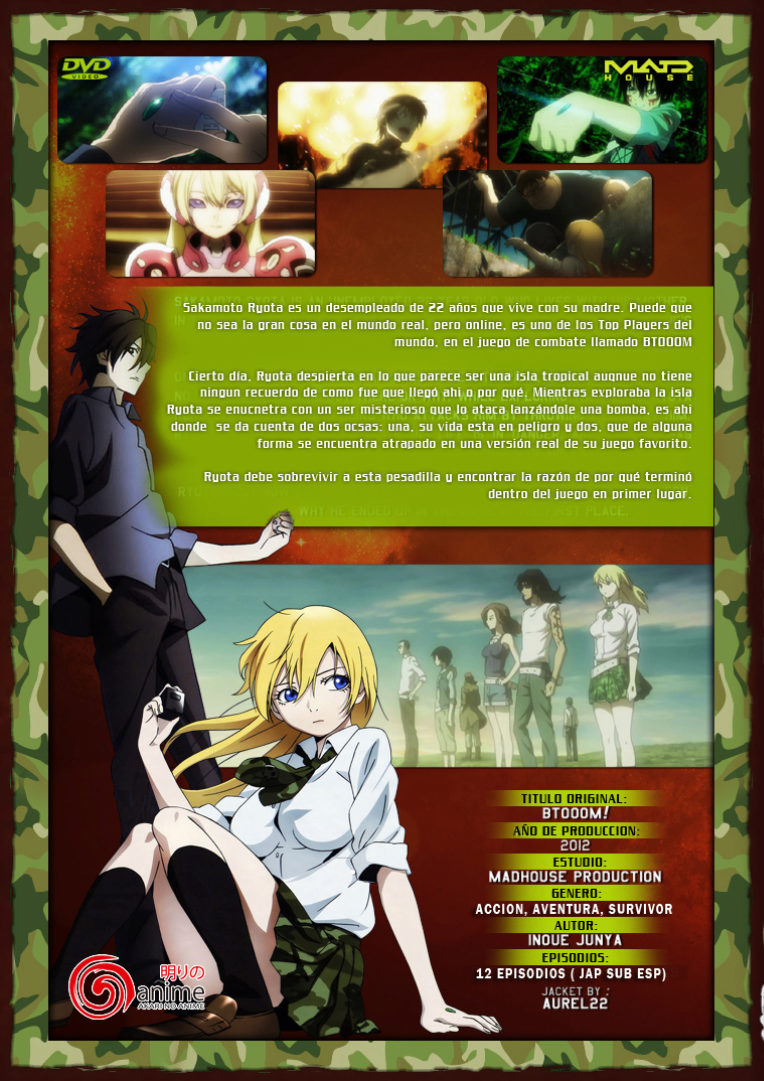 DVD
VIDEO
MAD
HOUSE
Sakamoto Ryota es un desempleado de 22 años que vive con su madre. Puede que
no sea la gran cosa en el mundo real, pero online, es uno de los Top Players del
mundo, en el juego de combate llamado BTOOOM
Cierto día, Ryota despierta en lo que parece ser una isla tropical augnue no tiene
ningun recuerdo de como fue que llegó ahi o por qué. Mientras exploraba la isla
Ryota se enucnetra con un ser misterioso que lo ataca lanzándole una bomba, es ahi
donde se da cuenta de dos ocsas: una, su vida esta en peligro y dos, que de alguna
forma se encuentra atrapado en una versión real de su juego favorito.
Ryota debe sobrevivir a esta pesadilla y encontrar la razón de por qué terminó
dentro del juego en primer lugar.
TITULO ORIGINAL:
BTOOOM!
AÑO DE PRODUCCION:
2012
ESTUDIO:
MADHOUSE PRODUCTION
GENERO:
ACCION, AVENTURA, SURVIVOR
AUTOR:
INOUE JUNYA
EPISODIOS:
12 EPISODIOS ( JAP SUB ESP)
JACKET BY :
AUREL22
明りの
anime
AKARI NO ANIME